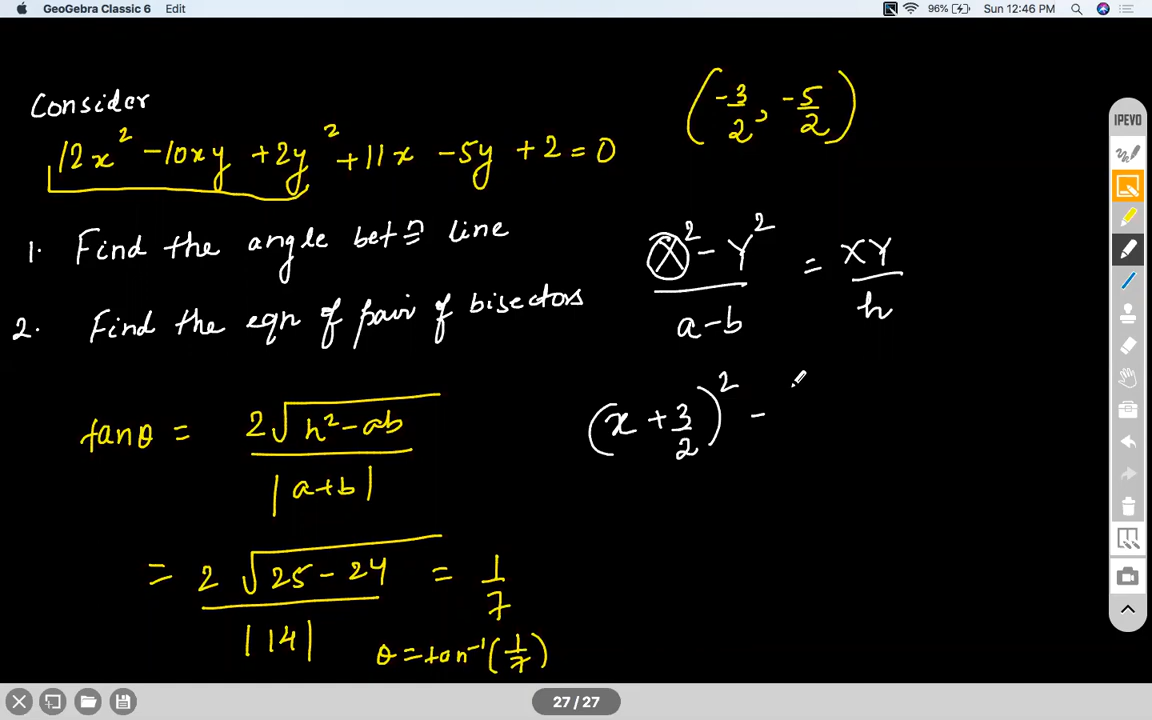 GeoGebra Classic 6 Edit 96% Sun 12:46 PM
Consider
(-3/2, -5/2)
12x² -10xy +2y² +11x -5y +2 = 0
IPEVO
1. Find the angle betⁿ line
2. Find the eqn of pair of bisectors
X² - Y² / a-b = XY / h
tanθ = 2√h²-ab / |a+b|
(x + 3/2)² -
= 2 √25-24 / |14| = 1/7
θ = tan⁻¹(1/7)
27 / 27